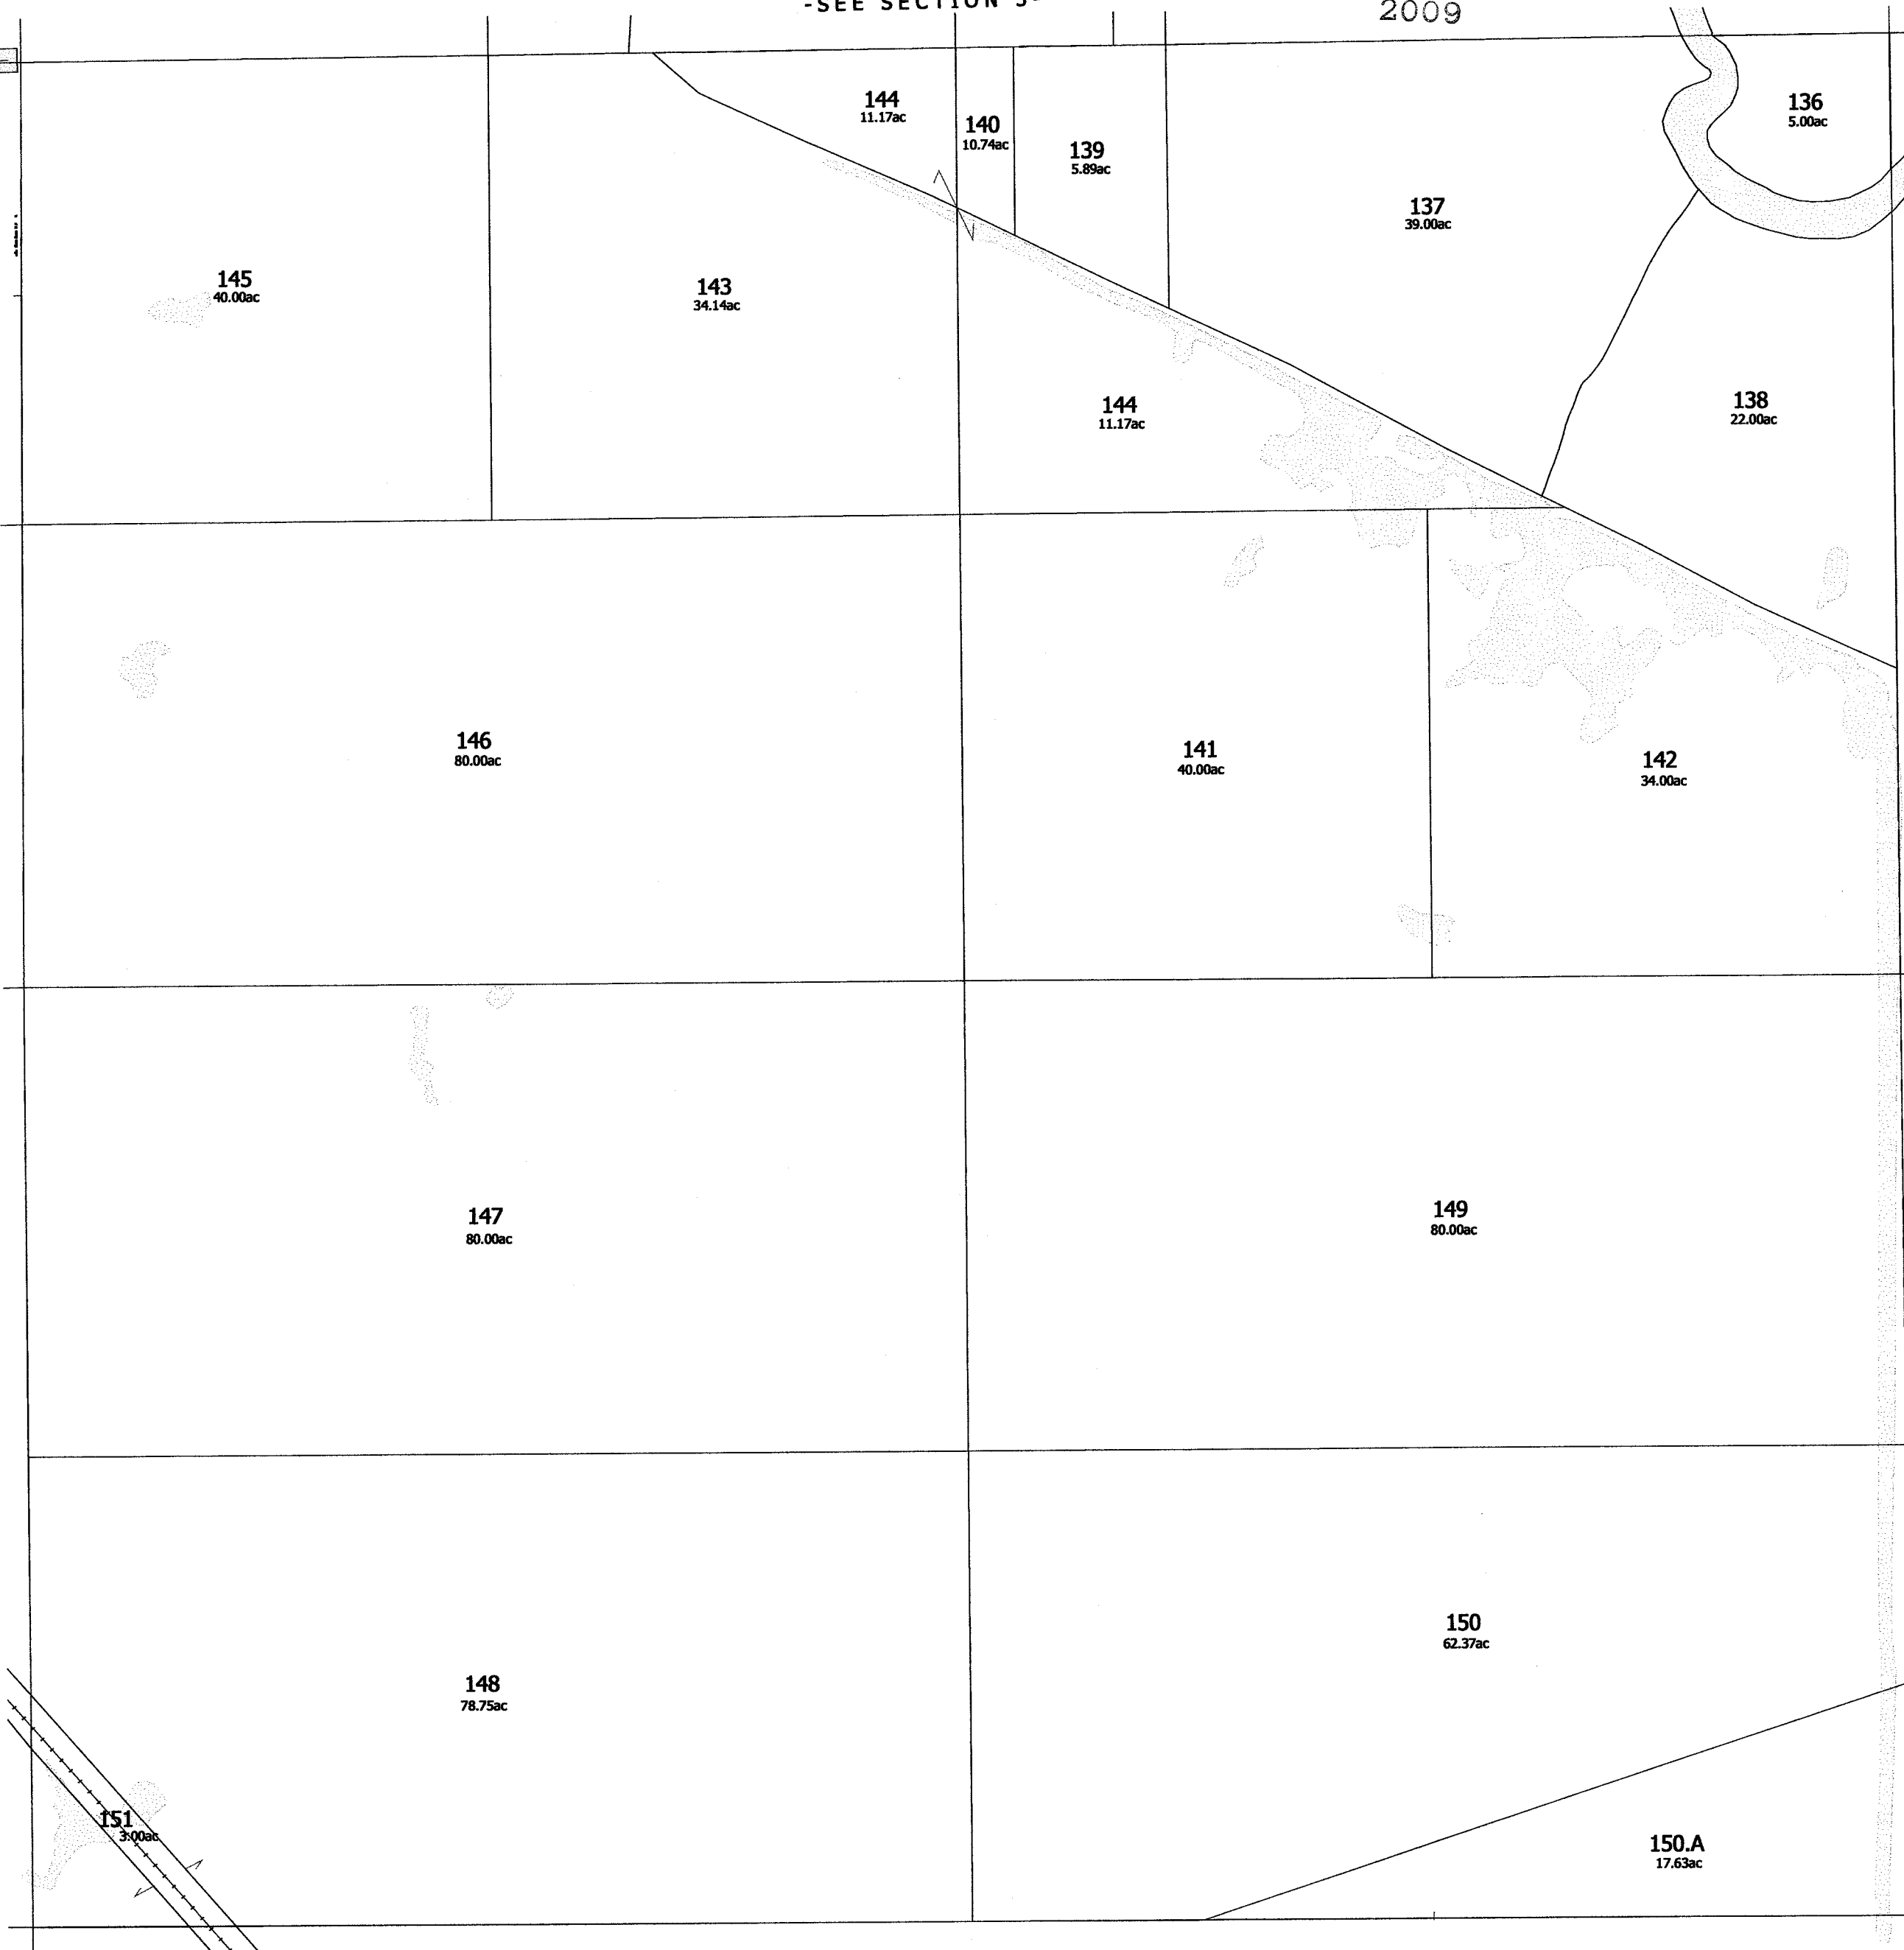 -SEE SECTION
2009
144
11.17ac
136
5.00ac
140
10.74ac
139
5.89ac
137
39.00ac
145
40.00ac
143
34.14ac
144
11.17ac
138
22.00ac
146
80.00ac
141
40.00ac
142
34.00ac
147
80.00ac
149
80.00ac
150
62.37ac
148
78.75ac
151
3.00ac
150.A
17.63ac